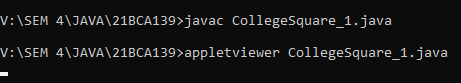 V:\SEM 4\JAVA\21BCA139>javac CollegeSquare_1.java
V:\SEM 4\JAVA\21BCA139>appletviewer CollegeSquare_1.java